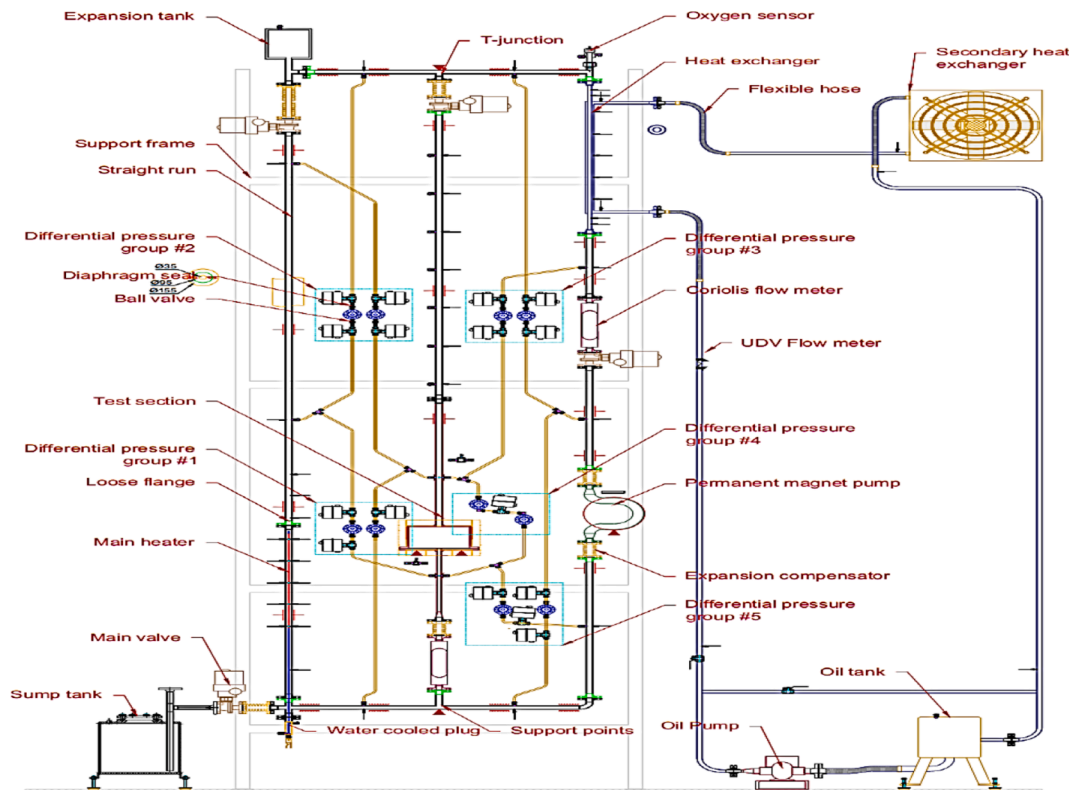 Expansion tank
T-junction
Oxygen sensor
Heat exchanger
Secondary heat
exchanger
Flexible hose
Support frame
Straight run
Differential pressure
group #2
Diaphragm seal
Ø35
Ø95
Ø155
Ball valve
Differential pressure
group #3
Coriolis flow meter
UDV Flow meter
Test section
Differential pressure
group #1
Loose flange
Differential pressure
group #4
Permanent magnet pump
Main heater
Expansion compensator
Differential pressure
group #5
Main valve
Sump tank
Water cooled plug
Support points
Oil tank
Oil Pump